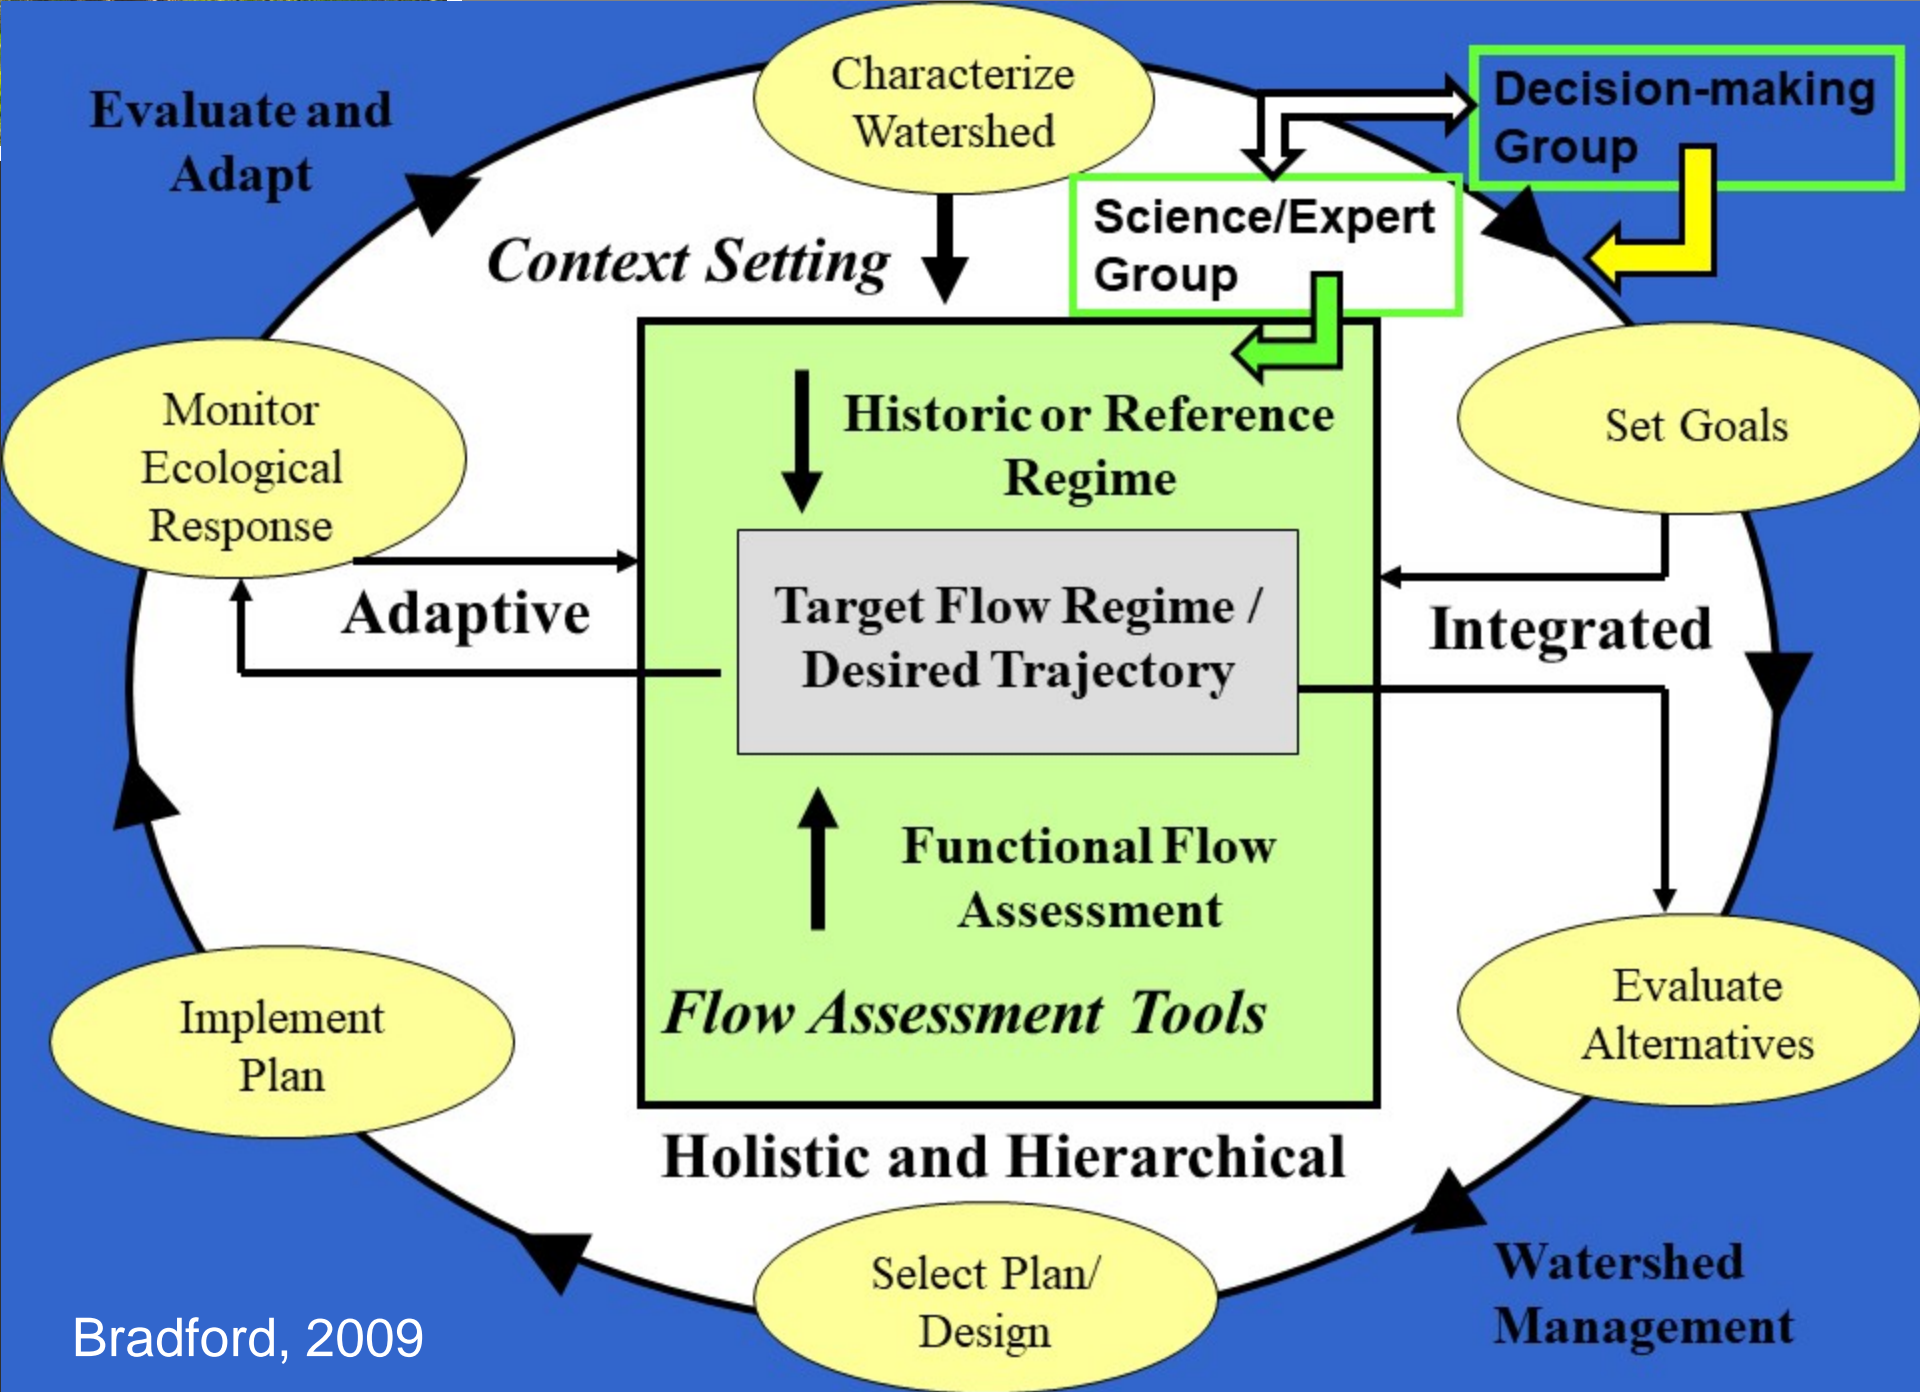 Characterize
Watershed
Evaluate and
Adapt
Decision-making
Group
Science/Expert
Group
Context Setting
Monitor
Ecological
Response
Historic or Reference
Regime
Set Goals
Adaptive
Target Flow Regime /
Desired Trajectory
Integrated
Functional Flow
Assessment
Flow Assessment Tools
Implement
Plan
Evaluate
Alternatives
Holistic and Hierarchical
Select Plan/
Design
Watershed
Management
Bradford, 2009